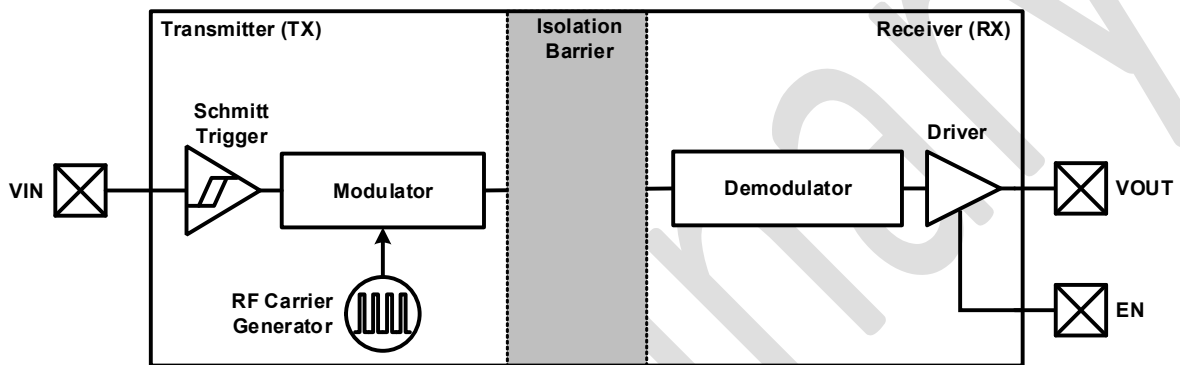 Transmitter (TX)
Isolation
Barrier
Receiver (RX)
Schmitt
Trigger
Driver
VIN
Modulator
Demodulator
VOUT
RF Carrier
Generator
EN